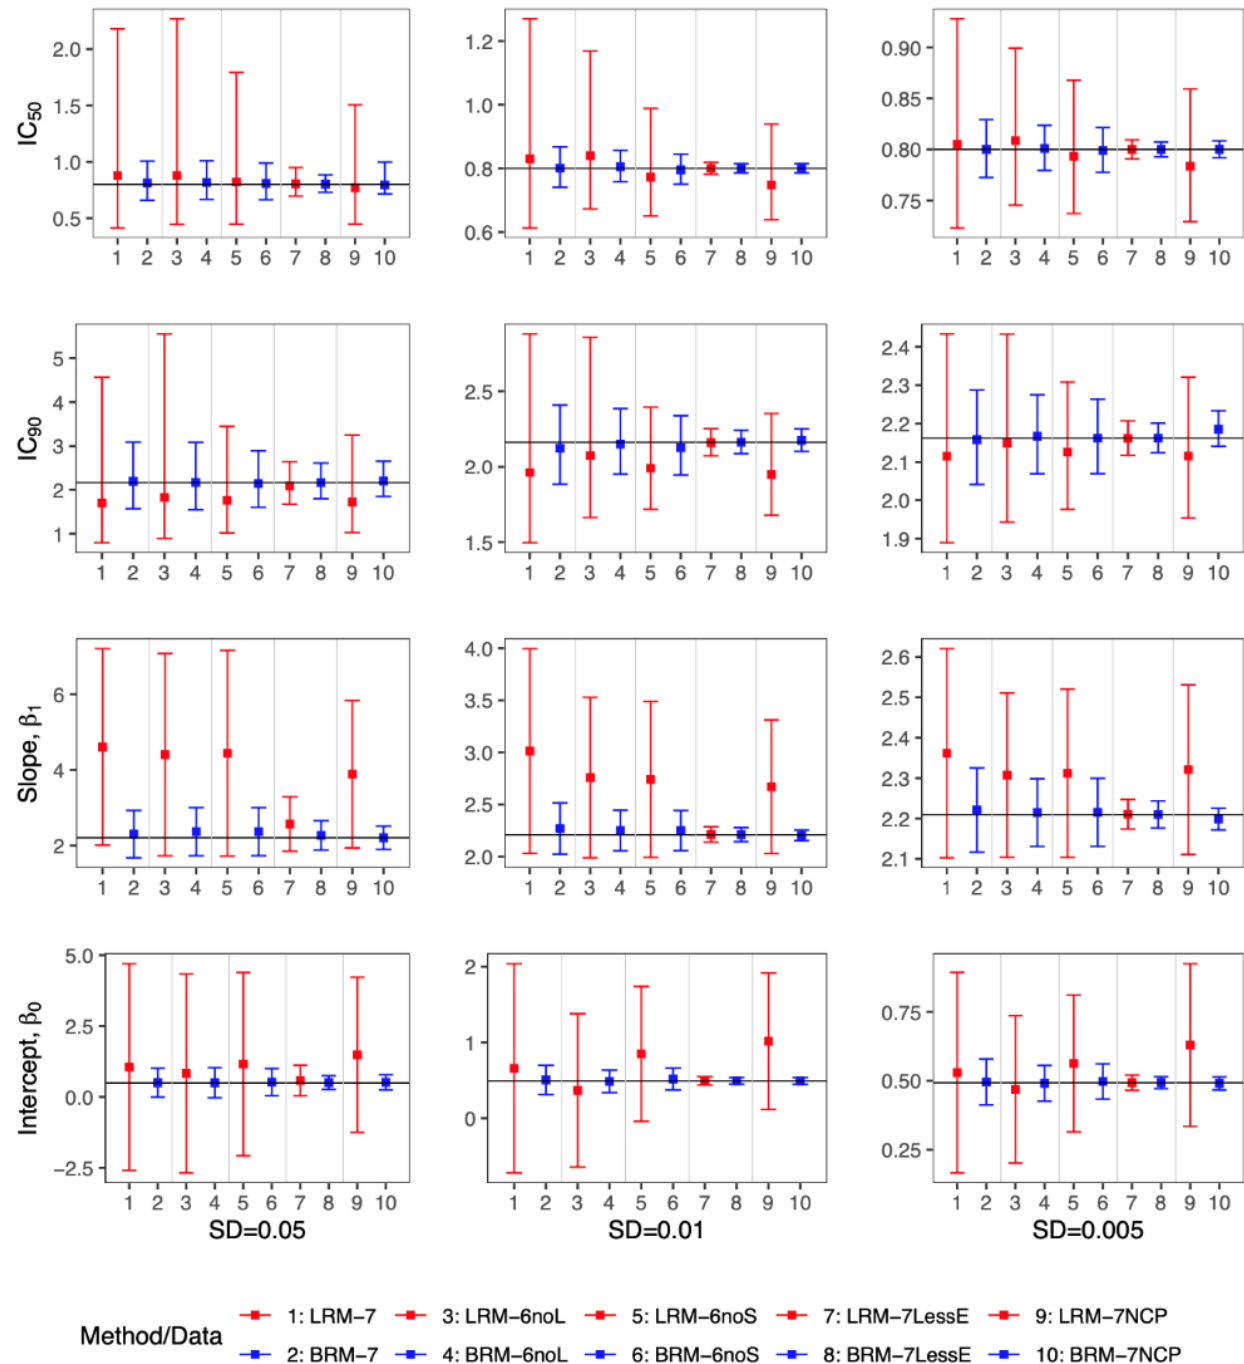 IC50
2.0
1.5
1.0
0.5
1 2 3 4 5 6 7 8 9 10
1.2
1.0
0.8
0.6
1 2 3 4 5 6 7 8 9 10
0.90
0.85
0.80
0.75
1 2 3 4 5 6 7 8 9 10
IC90
5
4
3
2
1
1 2 3 4 5 6 7 8 9 10
2.5
2.0
1.5
1 2 3 4 5 6 7 8 9 10
2.4
2.3
2.2
2.1
2.0
1.9
1 2 3 4 5 6 7 8 9 10
Slope, β1
6
4
2
1 2 3 4 5 6 7 8 9 10
4.0
3.5
3.0
2.5
2.0
1 2 3 4 5 6 7 8 9 10
2.6
2.5
2.4
2.3
2.2
2.1
1 2 3 4 5 6 7 8 9 10
Intercept, β0
5.0
2.5
0.0
−2.5
1 2 3 4 5 6 7 8 9 10
SD=0.05
2
1
0
1 2 3 4 5 6 7 8 9 10
SD=0.01
0.75
0.50
0.25
1 2 3 4 5 6 7 8 9 10
SD=0.005
Method/Data
1: LRM−7 3: LRM−6noL 5: LRM−6noS 7: LRM−7LessE 9: LRM−7NCP
2: BRM−7 4: BRM−6noL 6: BRM−6noS 8: BRM−7LessE 10: BRM−7NCP